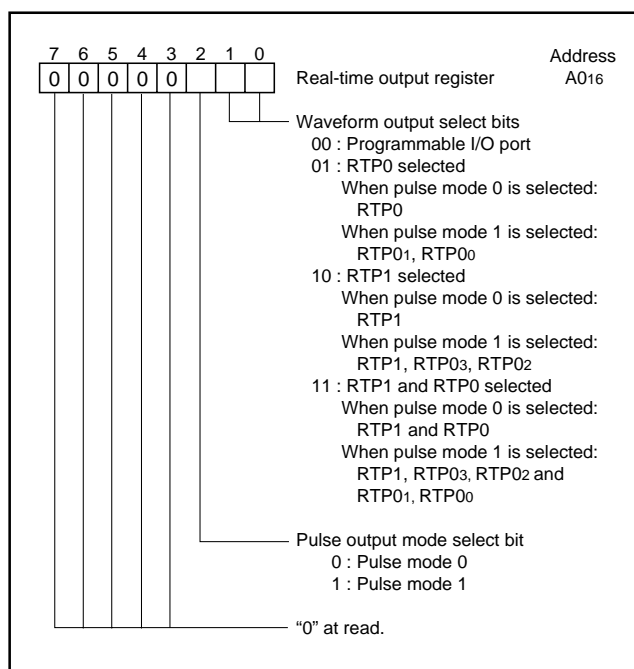 7 6 5 4 3 2 1 0
Address
0 0 0 0 0
Real-time output register
A016
Waveform output select bits
00 : Programmable I/O port
01 : RTP0 selected
When pulse mode 0 is selected:
RTP0
When pulse mode 1 is selected:
RTP01, RTP00
10 : RTP1 selected
When pulse mode 0 is selected:
RTP1
When pulse mode 1 is selected:
RTP1, RTP03, RTP02
11 : RTP1 and RTP0 selected
When pulse mode 0 is selected:
RTP1 and RTP0
When pulse mode 1 is selected:
RTP1, RTP03, RTP02 and
RTP01, RTP00
Pulse output mode select bit
0 : Pulse mode 0
1 : Pulse mode 1
“0” at read.